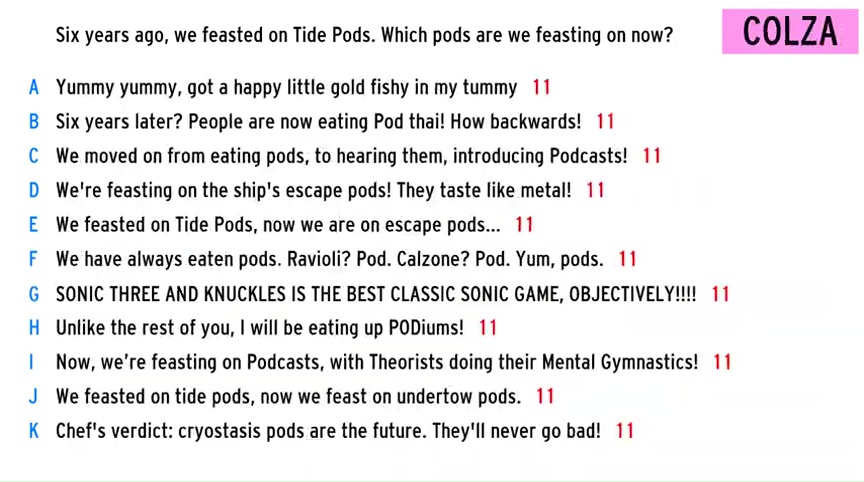 Six years ago, we feasted on Tide Pods. Which pods are we feasting on now?
COLZA
A Yummy yummy, got a happy little gold fishy in my tummy 11
B Six years later? People are now eating Pod thai! How backwards! 11
C We moved on from eating pods, to hearing them, introducing Podcasts! 11
D We're feasting on the ship's escape pods! They taste like metal! 11
E We feasted on Tide Pods, now we are on escape pods... 11
F We have always eaten pods. Ravioli? Pod. Calzone? Pod. Yum, pods. 11
G SONIC THREE AND KNUCKLES IS THE BEST CLASSIC SONIC GAME, OBJECTIVELY!!!! 11
H Unlike the rest of you, I will be eating up PODiums! 11
I Now, we’re feasting on Podcasts, with Theorists doing their Mental Gymnastics! 11
J We feasted on tide pods, now we feast on undertow pods. 11
K Chef's verdict: cryostasis pods are the future. They'll never go bad! 11